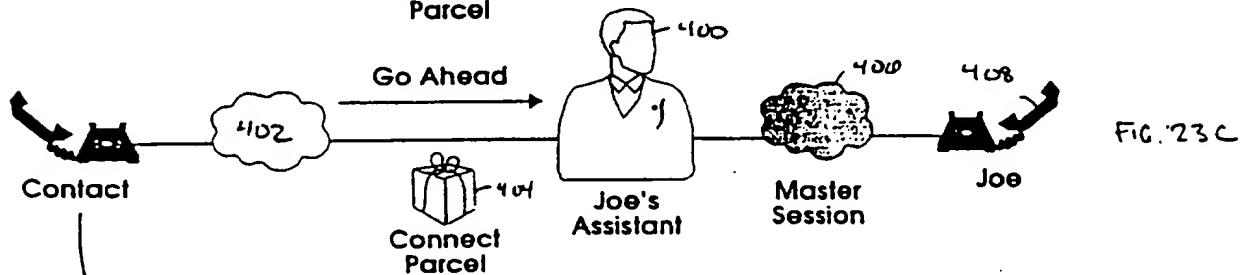 Parcel
400
Go Ahead
406
408
402
FIG. 23C
Contact
404
Joe's
Assistant
Master
Session
Joe
Connect
Parcel